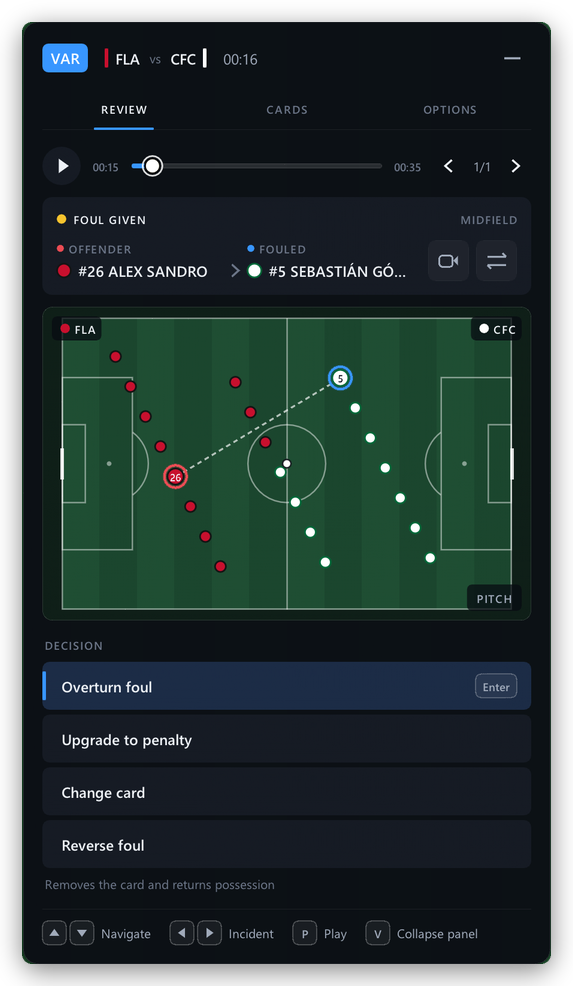 VAR FLA vs CFC 00:16
REVIEW CARDS OPTIONS
00:15 00:35 1/1
FOUL GIVEN MIDFIELD
OFFENDER FOULED
#26 ALEX SANDRO #5 SEBASTIÁN GÓ...
FLA CFC
5
26
PITCH
DECISION
Overturn foul Enter
Upgrade to penalty
Change card
Reverse foul
Removes the card and returns possession
Navigate Incident P Play V Collapse panel